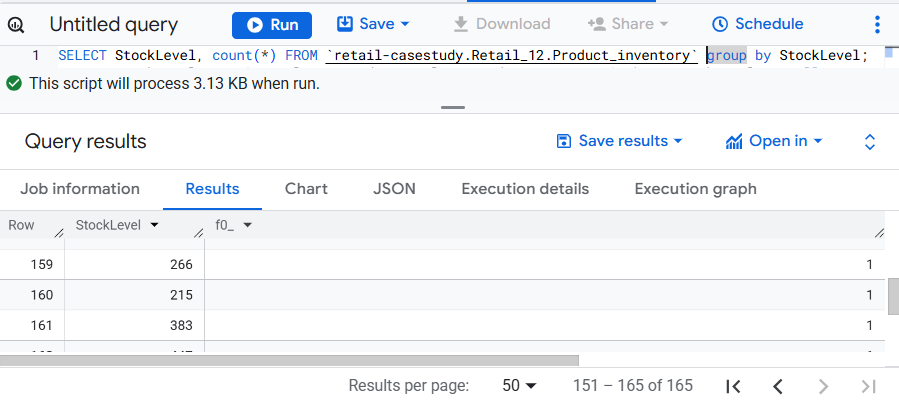 Untitled query Run Save Download Share Schedule
1 SELECT StockLevel, count(*) FROM `retail-casestudy.Retail_12.Product_inventory` group by StockLevel;
This script will process 3.13 KB when run.
Query results Save results Open in
Job information Results Chart JSON Execution details Execution graph
Row StockLevel f0_
159 266 1
160 215 1
161 383 1
Results per page: 50 151 – 165 of 165